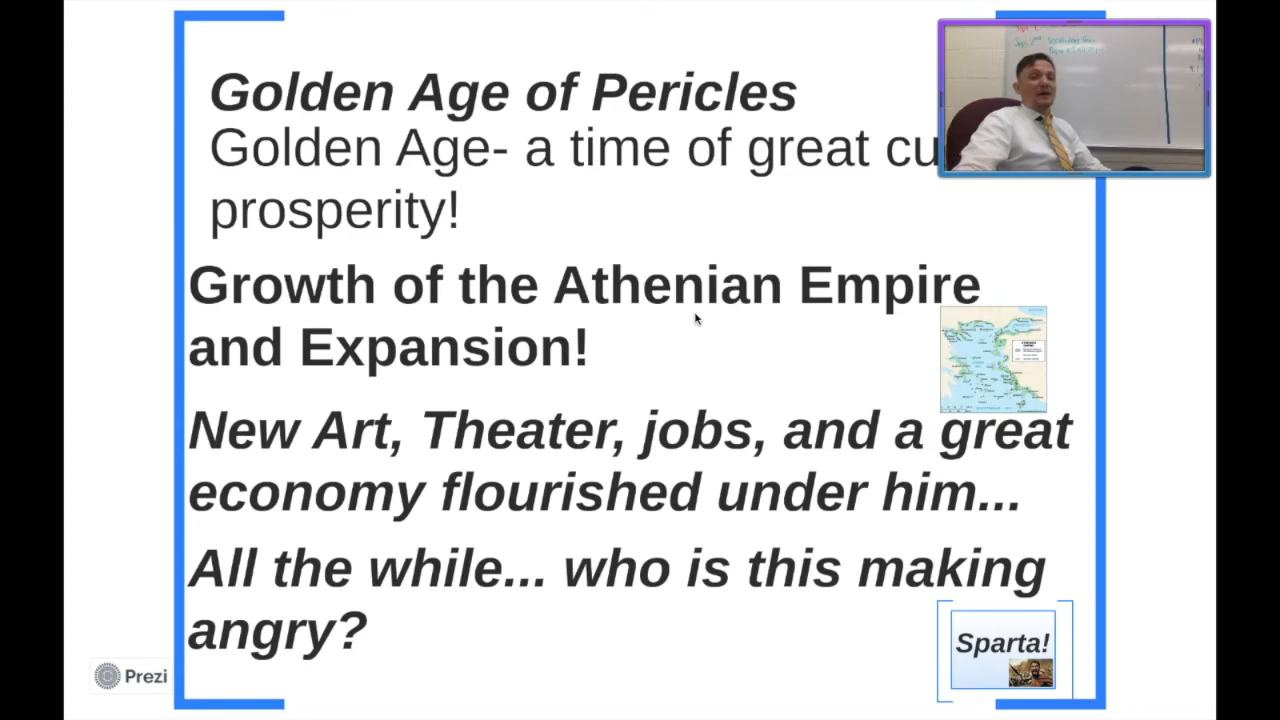 Golden Age of Pericles
Golden Age- a time of great cu
prosperity!
Growth of the Athenian Empire
and Expansion!
New Art, Theater, jobs, and a great
economy flourished under him...
All the while... who is this making
angry?
Sparta!
Prezi